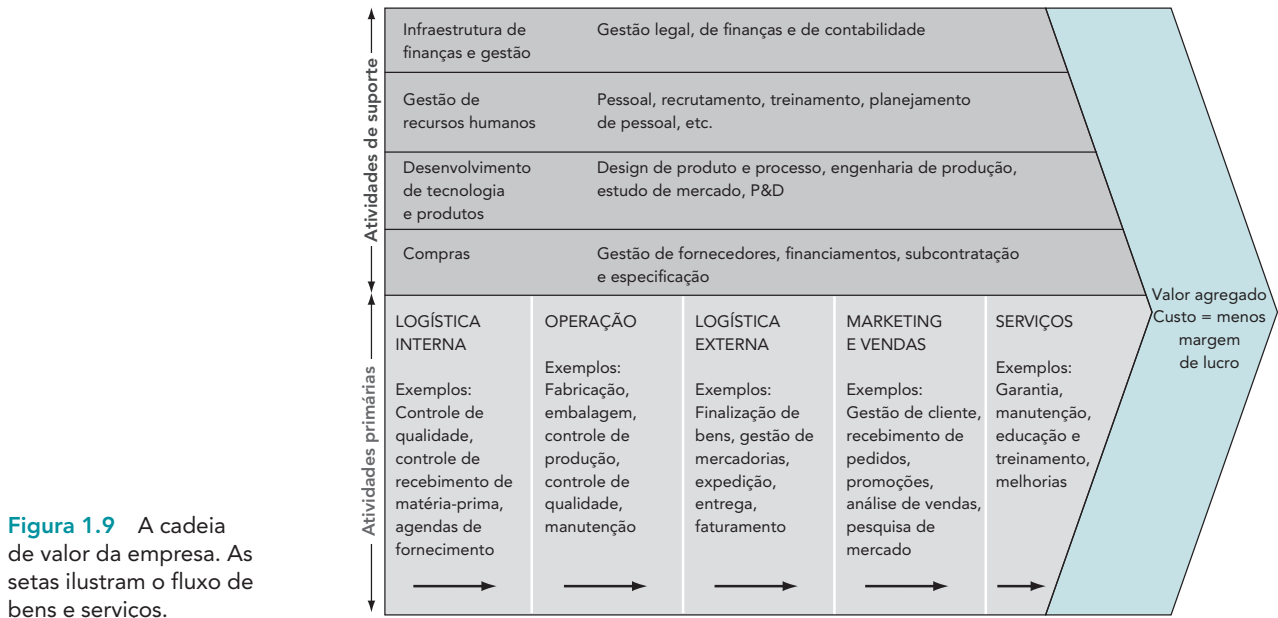 Atividades de suporte
Infraestrutura de
finanças e gestão
Gestão legal, de finanças e de contabilidade
Gestão de
recursos humanos
Pessoal, recrutamento, treinamento, planejamento
de pessoal, etc.
Desenvolvimento
de tecnologia
e produtos
Design de produto e processo, engenharia de produção,
estudo de mercado, P&D
Compras
Gestão de fornecedores, financiamentos, subcontratação
e especificação
Atividades primárias
LOGÍSTICA
INTERNA
Exemplos:
Controle de
qualidade,
controle de
recebimento de
matéria-prima,
agendas de
fornecimento
OPERAÇÃO
Exemplos:
Fabricação,
embalagem,
controle de
produção,
controle de
qualidade,
manutenção
LOGÍSTICA
EXTERNA
Exemplos:
Finalização de
bens, gestão de
mercadorias,
expedição,
entrega,
faturamento
MARKETING
E VENDAS
Exemplos:
Gestão de cliente,
recebimento de
pedidos,
promoções,
análise de vendas,
pesquisa de
mercado
SERVIÇOS
Exemplos:
Garantia,
manutenção,
educação e
treinamento,
melhorias
Valor agregado
Custo = menos
margem
de lucro
Figura 1.9 A cadeia
de valor da empresa. As
setas ilustram o fluxo de
bens e serviços.